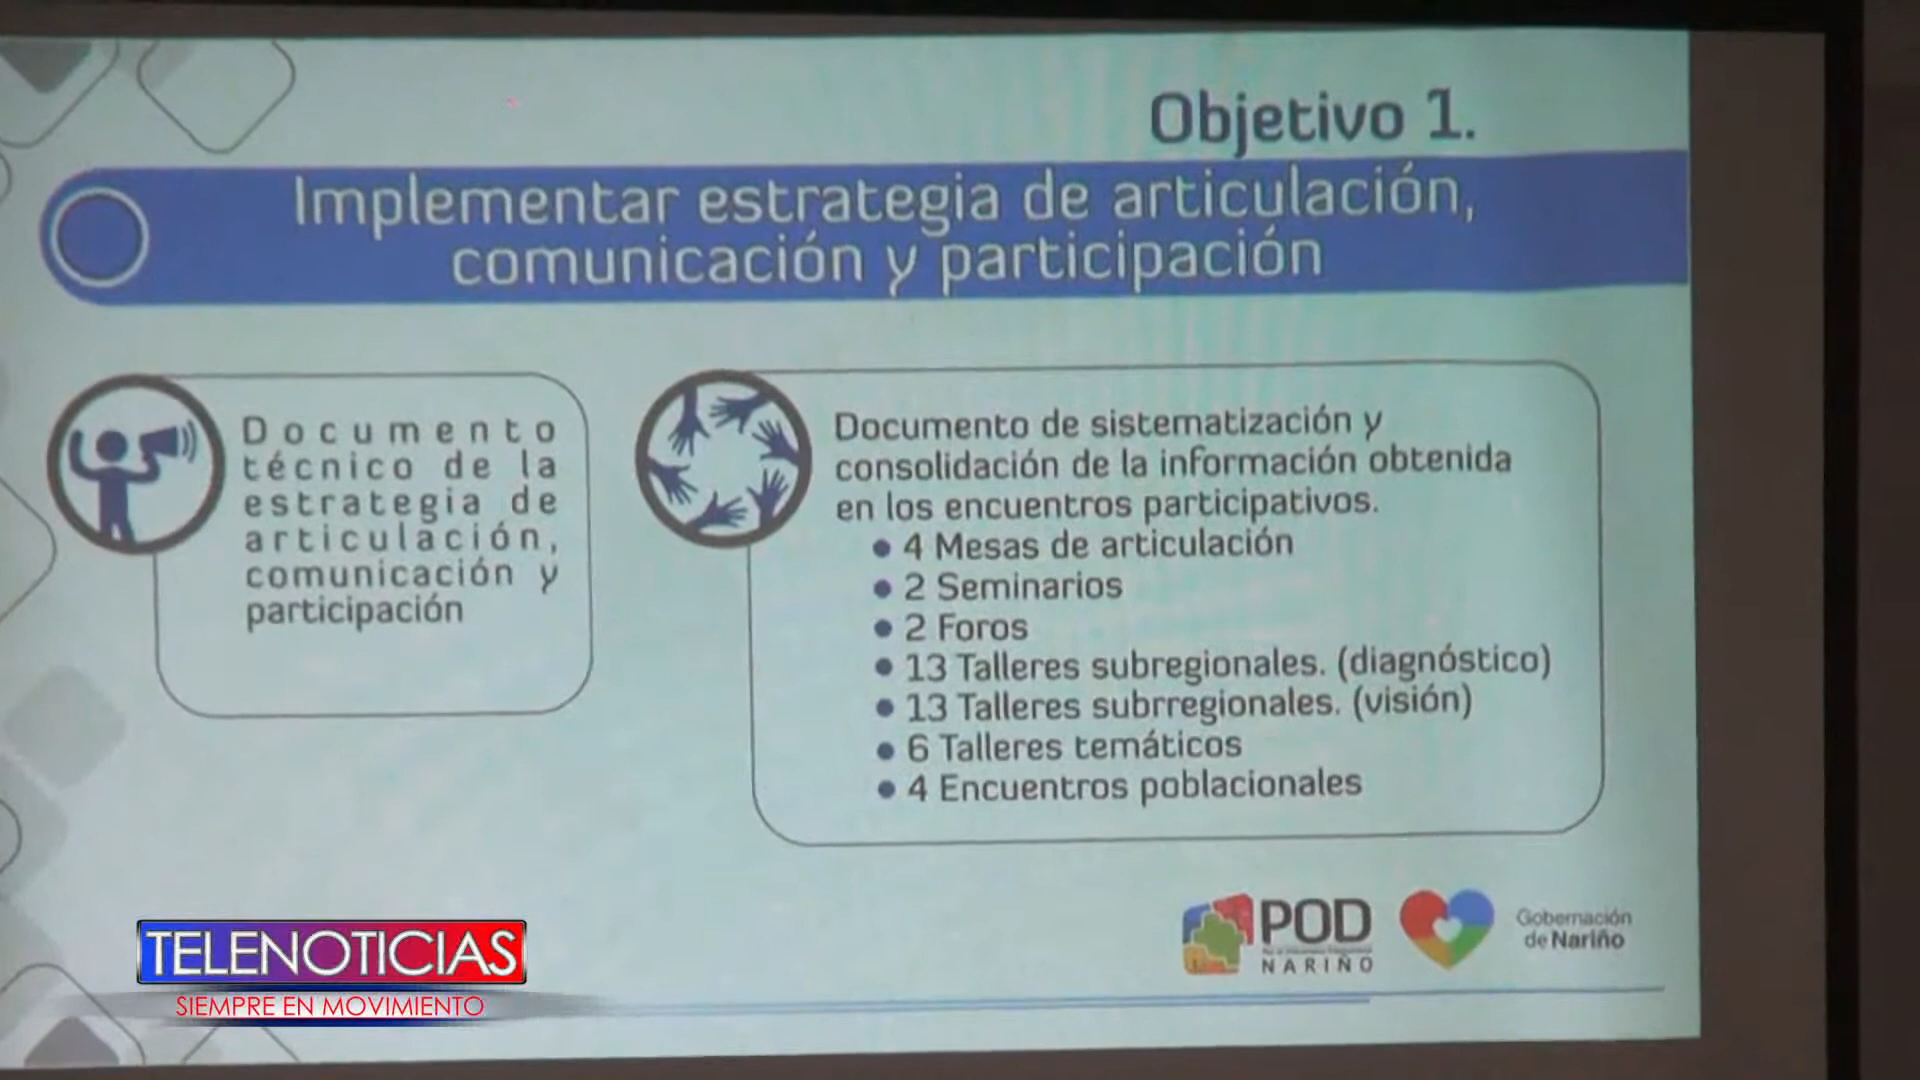 Objetivo 1.
Implementar estrategia de articulación,
comunicación y participación
Documento
técnico de la
estrategia de
articulación,
comunicación y
participación
Documento de sistematización y
consolidación de la información obtenida
en los encuentros participativos.
• 4 Mesas de articulación
• 2 Seminarios
• 2 Foros
• 13 Talleres subregionales. (diagnóstico)
• 13 Talleres subrregionales. (visión)
• 6 Talleres temáticos
• 4 Encuentros poblacionales
POD
NARIÑO
Gobernación
de Nariño
TELENOTICIAS
SIEMPRE EN MOVIMIENTO